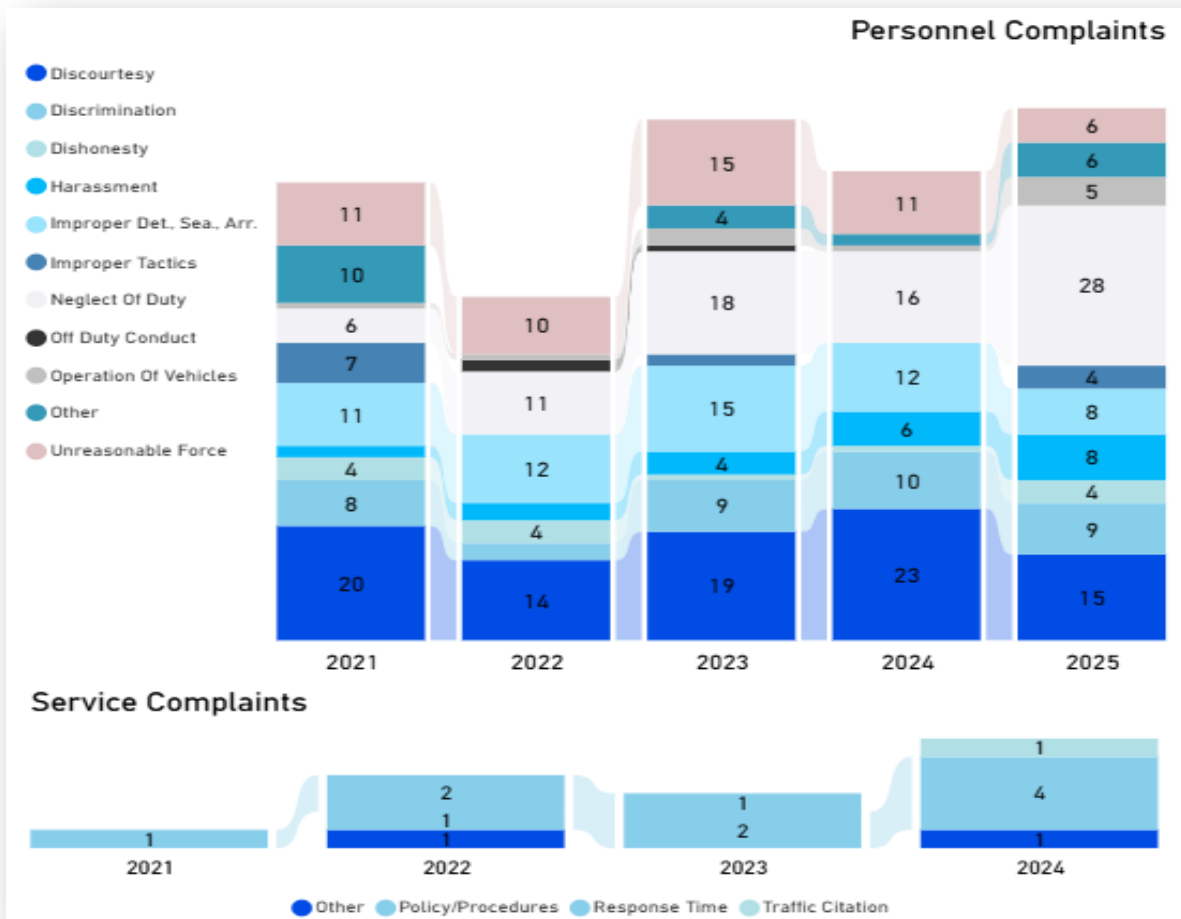 Personnel Complaints
Discourtesy
Discrimination
Dishonesty
Harassment
Improper Det., Sea., Arr.
Improper Tactics
Neglect Of Duty
Off Duty Conduct
Operation Of Vehicles
Other
Unreasonable Force
11
10
6
7
11
4
8
20
10
11
12
4
14
15
4
18
15
4
9
19
11
16
12
6
10
23
6
6
5
28
4
8
8
4
9
15
2021 2022 2023 2024 2025
Service Complaints
1
2
1
1
1
2
1
4
1
2021 2022 2023 2024
Other Policy/Procedures Response Time Traffic Citation